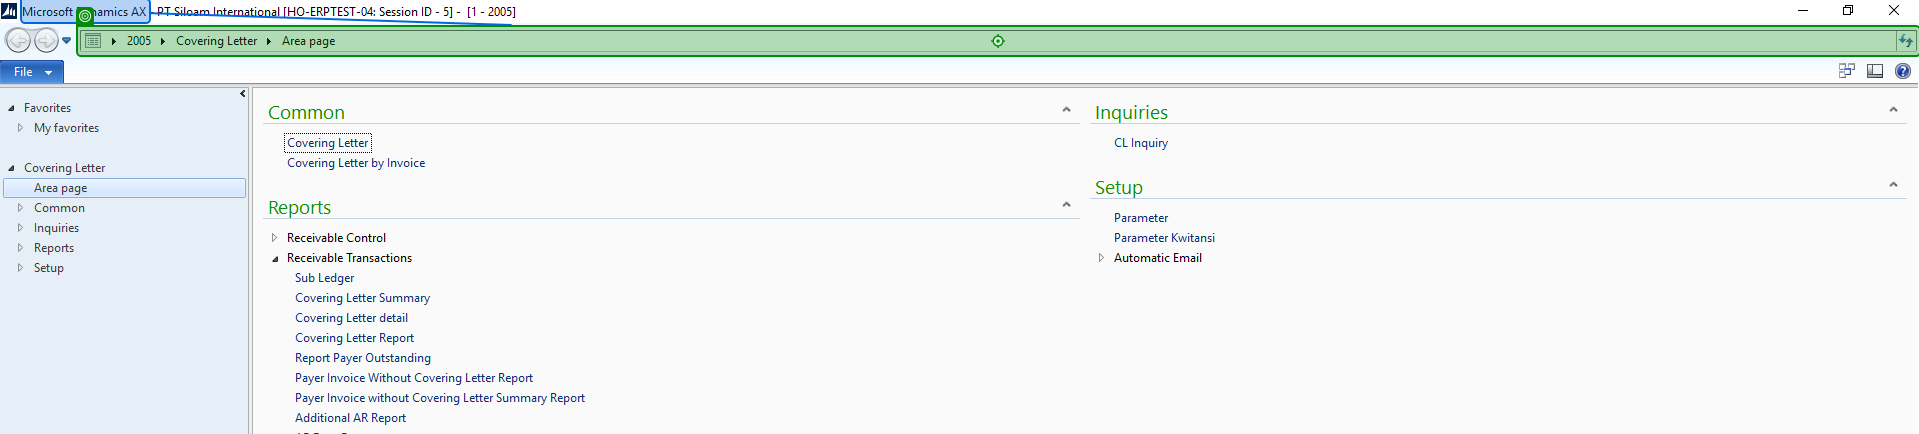 Microsoft Dynamics AX - PT Siloam International [HO-ERPTEST-04: Session ID - 5] - [1 - 2005]
2005 Covering Letter Area page
File
Favorites
My favorites
Covering Letter
Area page
Common
Inquiries
Reports
Setup
Common
Covering Letter
Covering Letter by Invoice
Reports
Receivable Control
Receivable Transactions
Sub Ledger
Covering Letter Summary
Covering Letter detail
Covering Letter Report
Report Payer Outstanding
Payer Invoice Without Covering Letter Report
Payer Invoice without Covering Letter Summary Report
Additional AR Report
Inquiries
CL Inquiry
Setup
Parameter
Parameter Kwitansi
Automatic Email